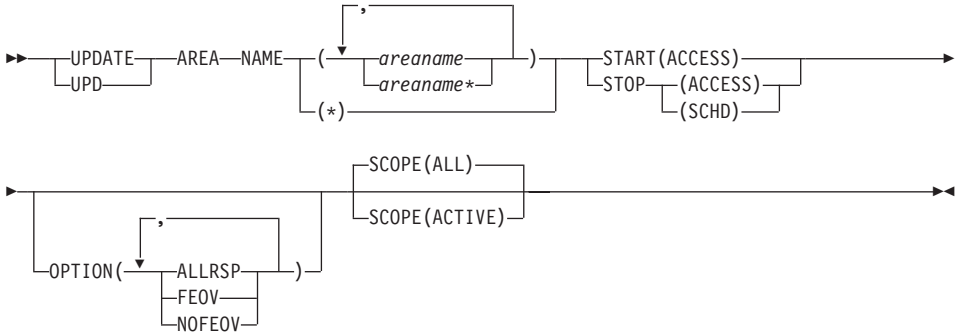 ,
UPDATE AREA NAME ( areaname ) START(ACCESS)
UPD areaname* STOP (ACCESS)
(*) (SCHD)
SCOPE(ALL)
, SCOPE(ACTIVE)
OPTION( ALLRSP )
FEOV
NOFEOV